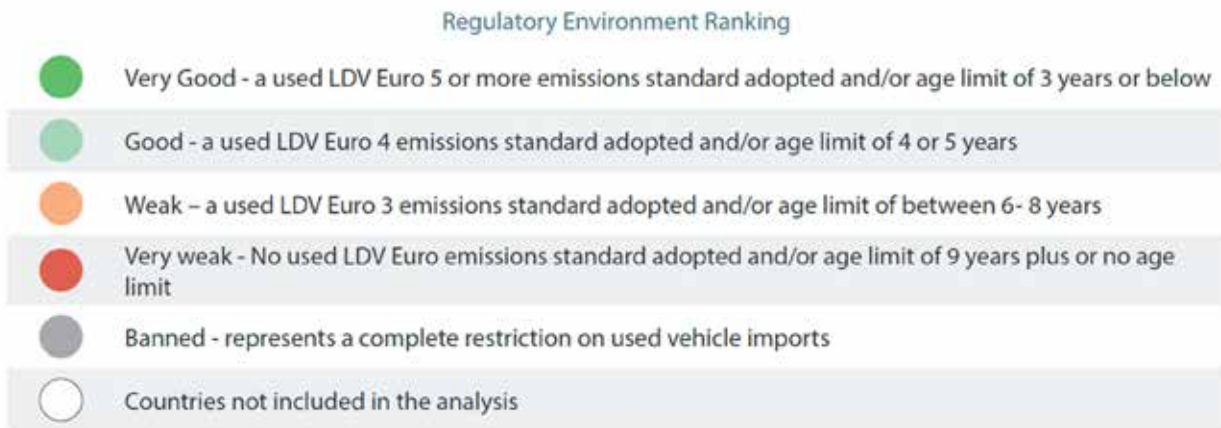 Regulatory Environment Ranking
Very Good - a used LDV Euro 5 or more emissions standard adopted and/or age limit of 3 years or below
Good - a used LDV Euro 4 emissions standard adopted and/or age limit of 4 or 5 years
Weak – a used LDV Euro 3 emissions standard adopted and/or age limit of between 6- 8 years
Very weak - No used LDV Euro emissions standard adopted and/or age limit of 9 years plus or no age
limit
Banned - represents a complete restriction on used vehicle imports
Countries not included in the analysis